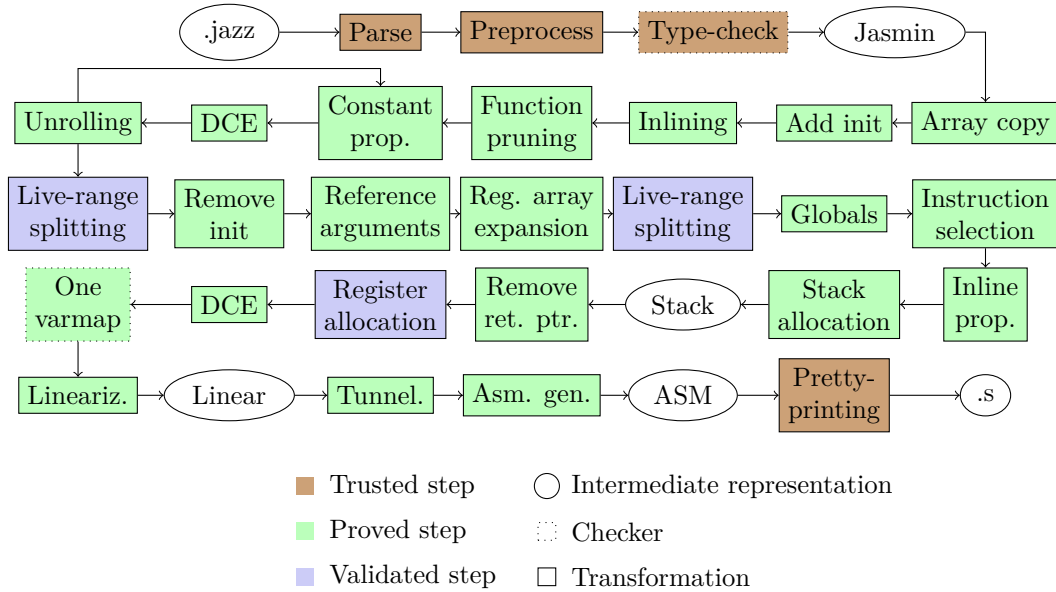 .jazz
Parse
Preprocess
Type-check
Jasmin
Unrolling
DCE
Constant
prop.
Function
pruning
Inlining
Add init
Array copy
Live-range
splitting
Remove
init
Reference
arguments
Reg. array
expansion
Live-range
splitting
Globals
Instruction
selection
One
varmap
DCE
Register
allocation
Remove
ret. ptr.
Stack
Stack
allocation
Inline
prop.
Lineariz.
Linear
Tunnel.
Asm. gen.
ASM
Pretty-
printing
.s
Trusted step
Intermediate representation
Proved step
Checker
Validated step
Transformation